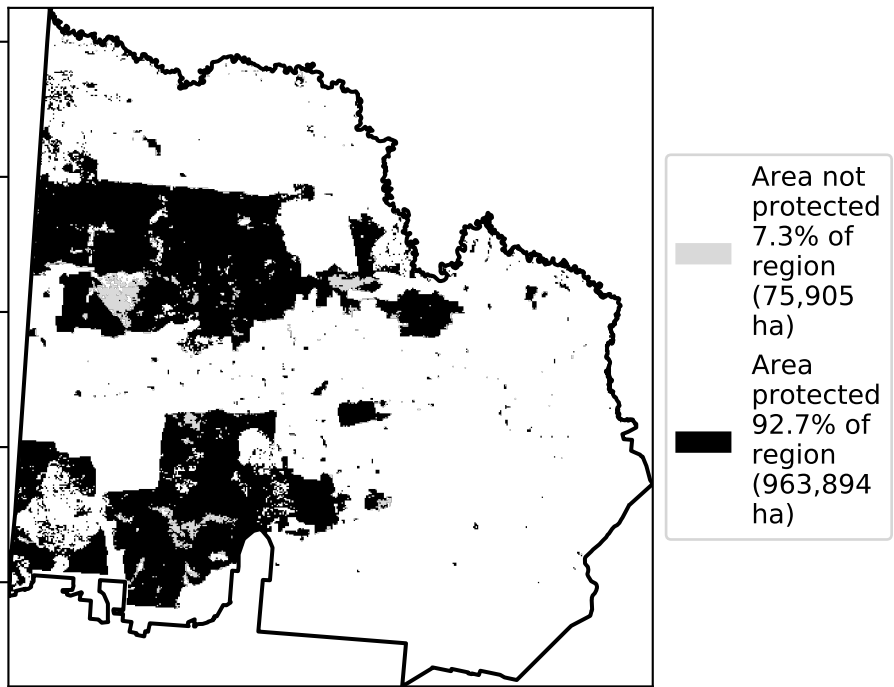 Area not
protected
7.3% of
region
(75,905
ha)
Area
protected
92.7% of
region
(963,894
ha)